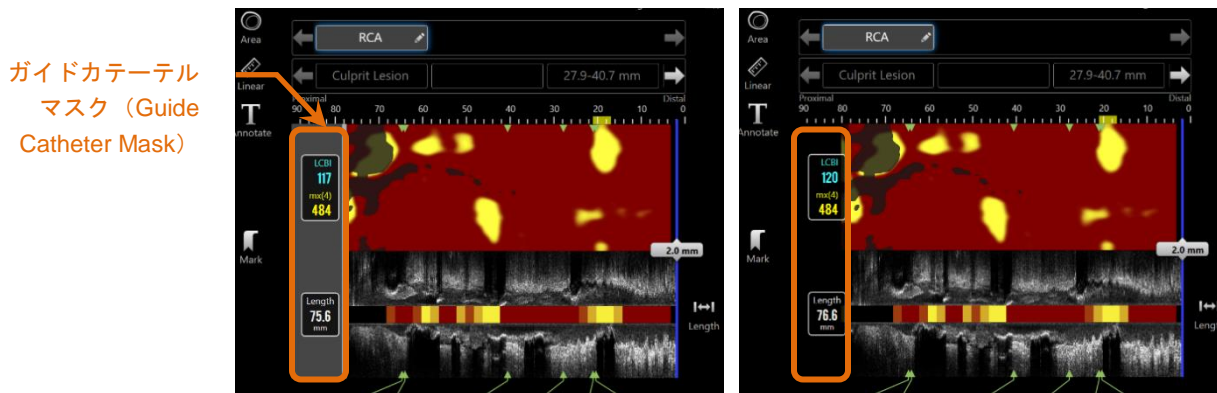 ガイドカテーテル
マスク（Guide
Catheter Mask）
Area
RCA
Linear
Culprit Lesion
27.9-40.7 mm
Proximal
Distal
90 80 70 60 50 40 30 20 10 0
Annotate
LCBI
117
mx(4)
484
Mark
2.0 mm
Length
75.6
mm
Length
Area
RCA
Linear
Culprit Lesion
27.9-40.7 mm
Proximal
Distal
90 80 70 60 50 40 30 20 10 0
Annotate
LCBI
120
mx(4)
484
Mark
2.0 mm
Length
76.6
mm
Leng